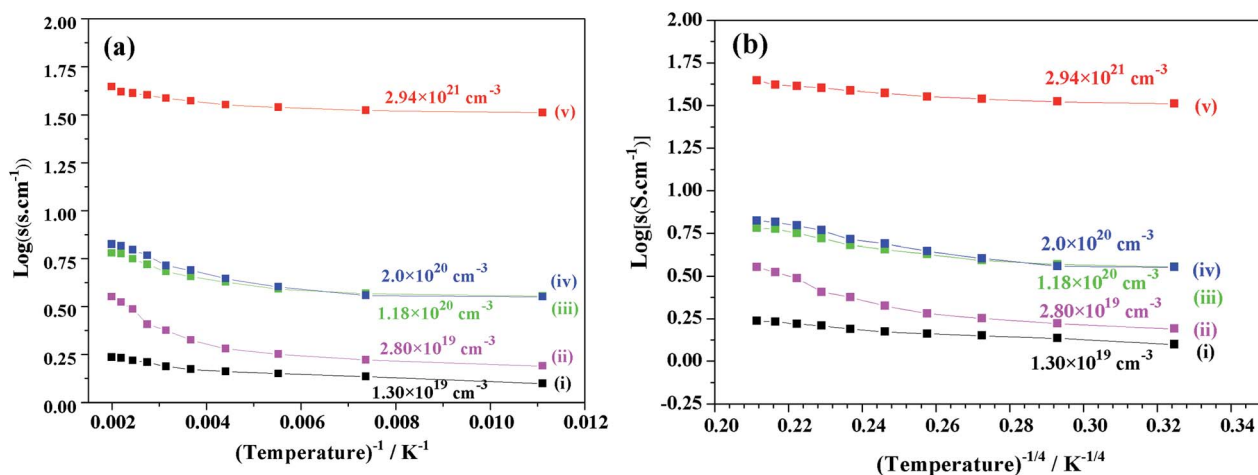 (a)
2.00
1.75
1.50
1.25
1.00
0.75
0.50
0.25
0.00
Log(s(s.cm⁻¹))
2.94×10²¹ cm⁻³
(v)
2.0×10²⁰ cm⁻³
(iv)
1.18×10²⁰ cm⁻³
(iii)
2.80×10¹⁹ cm⁻³
(ii)
1.30×10¹⁹ cm⁻³
(i)
0.002 0.004 0.006 0.008 0.010 0.012
(Temperature)⁻¹ / K⁻¹
(b)
2.00
1.75
1.50
1.25
1.00
0.75
0.50
0.25
0.00
-0.25
Log[s(S.cm⁻¹)]
2.94×10²¹ cm⁻³
(v)
2.0×10²⁰ cm⁻³
(iv)
1.18×10²⁰ cm⁻³
(iii)
2.80×10¹⁹ cm⁻³
(ii)
1.30×10¹⁹ cm⁻³
(i)
0.20 0.22 0.24 0.26 0.28 0.30 0.32 0.34
(Temperature)⁻¹/⁴ / K⁻¹/⁴